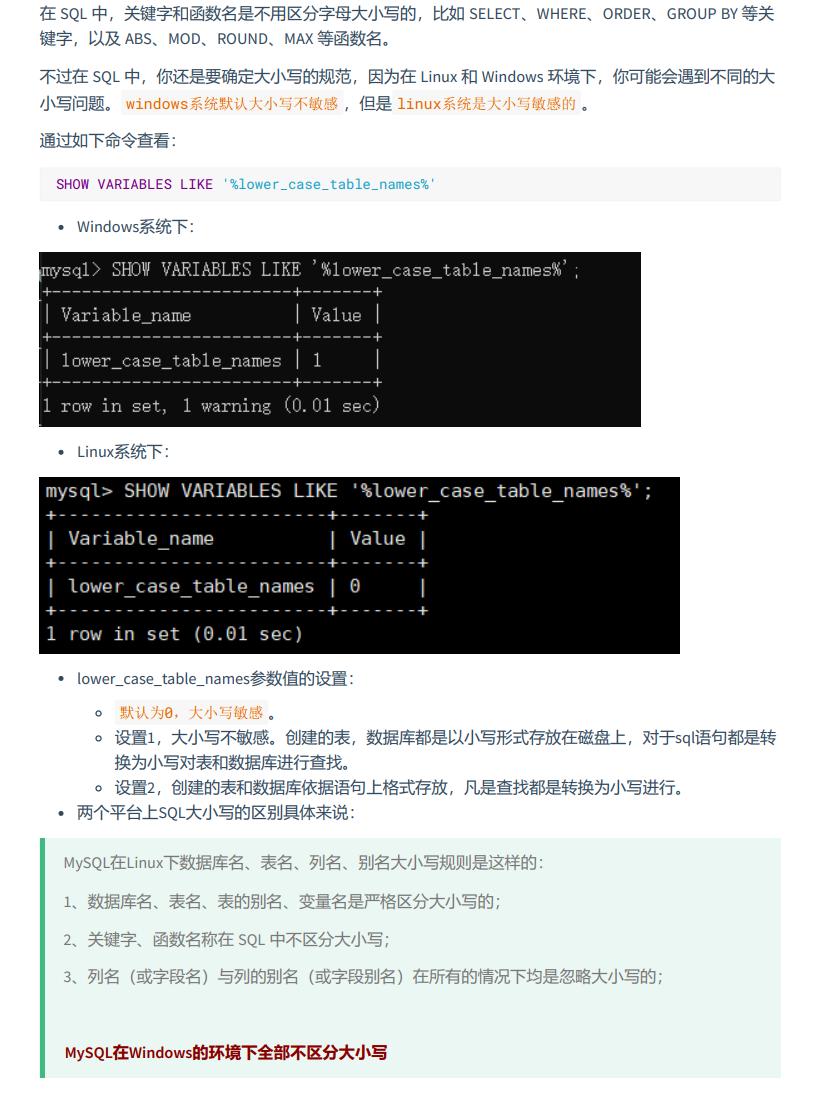 在 SQL 中，关键字和函数名是不用区分字母大小写的，比如 SELECT、WHERE、ORDER、GROUP BY 等关
键字，以及 ABS、MOD、ROUND、MAX 等函数名。
不过在 SQL 中，你还是要确定大小写的规范，因为在 Linux 和 Windows 环境下，你可能会遇到不同的大
小写问题。 windows系统默认大小写不敏感 ，但是 linux系统是大小写敏感的 。
通过如下命令查看：
SHOW VARIABLES LIKE '%lower_case_table_names%'
• Windows系统下：
mysql> SHOW VARIABLES LIKE '%lower_case_table_names%';
+------------------------+-------+
| Variable_name          | Value |
+------------------------+-------+
| lower_case_table_names | 1     |
+------------------------+-------+
1 row in set, 1 warning (0.01 sec)
• Linux系统下：
mysql> SHOW VARIABLES LIKE '%lower_case_table_names%';
+------------------------+-------+
| Variable_name          | Value |
+------------------------+-------+
| lower_case_table_names | 0     |
+------------------------+-------+
1 row in set (0.01 sec)
• lower_case_table_names参数值的设置：
◦ 默认为0，大小写敏感 。
◦ 设置1，大小写不敏感。创建的表，数据库都是以小写形式存放在磁盘上，对于sql语句都是转
换为小写对表和数据库进行查找。
◦ 设置2，创建的表和数据库依据语句上格式存放，凡是查找都是转换为小写进行。
• 两个平台上SQL大小写的区别具体来说：
MySQL在Linux下数据库名、表名、列名、别名大小写规则是这样的：
1、数据库名、表名、表的别名、变量名是严格区分大小写的；
2、关键字、函数名称在 SQL 中不区分大小写；
3、列名（或字段名）与列的别名（或字段别名）在所有的情况下均是忽略大小写的；
MySQL在Windows的环境下全部不区分大小写